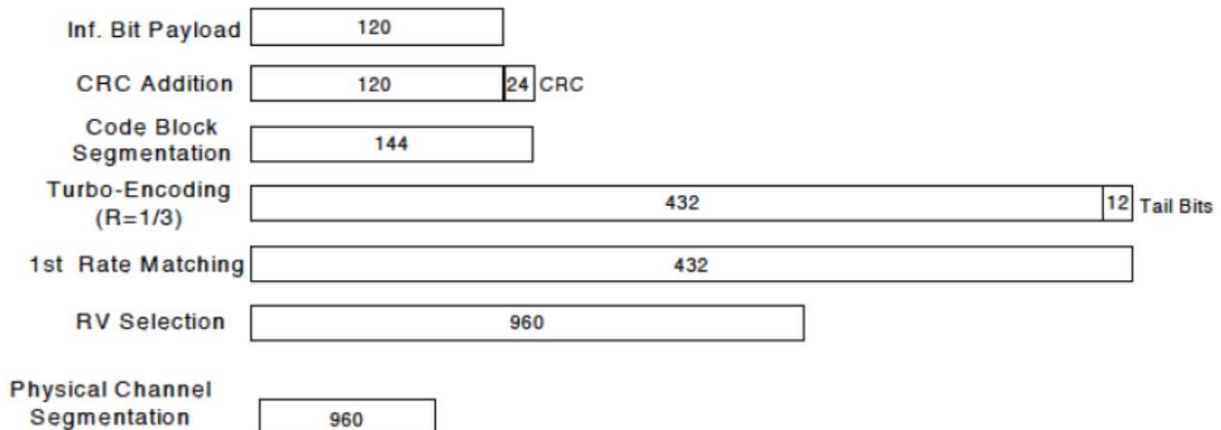 Inf. Bit Payload 120
CRC Addition 120 24 CRC
Code Block
Segmentation 144
Turbo-Encoding
(R=1/3) 432 12 Tail Bits
1st Rate Matching 432
RV Selection 960
Physical Channel
Segmentation 960